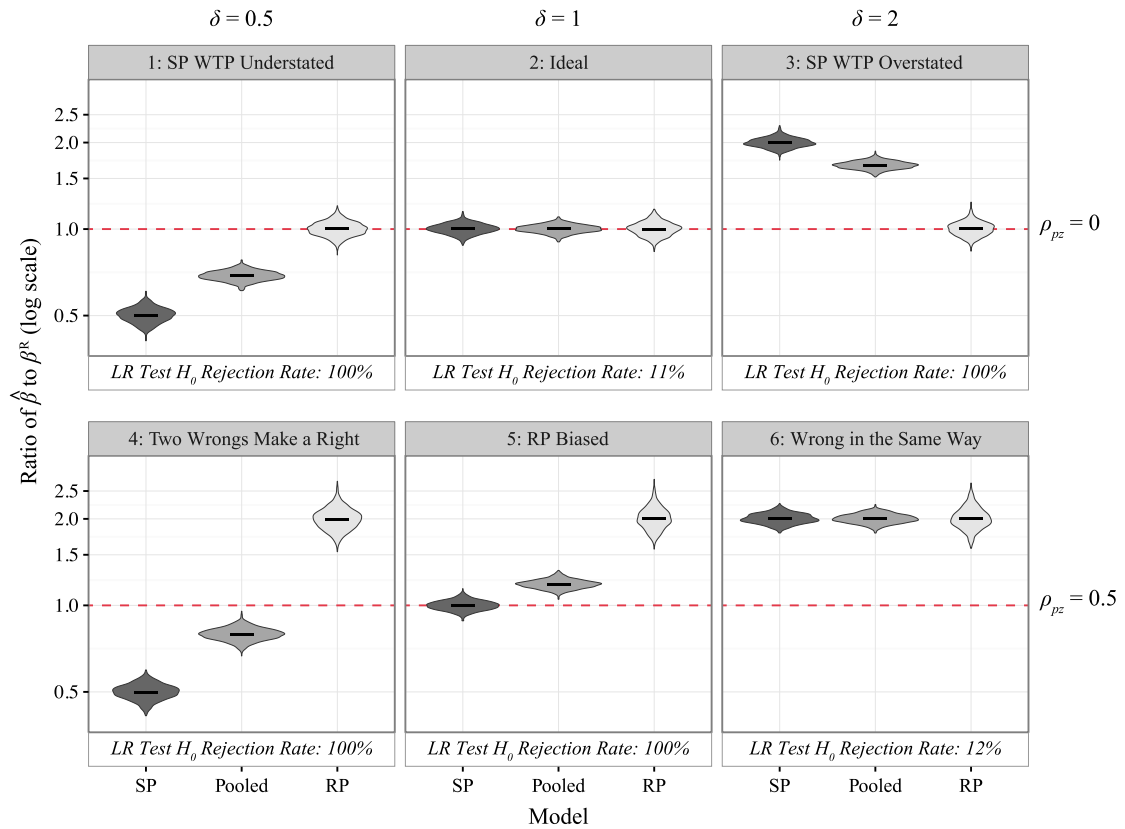 δ = 0.5
δ = 1
δ = 2
1: SP WTP Understated
2: Ideal
3: SP WTP Overstated
2.5
2.0
1.5
1.0
0.5
ρpz = 0
LR Test H0 Rejection Rate: 100%
LR Test H0 Rejection Rate: 11%
LR Test H0 Rejection Rate: 100%
Ratio of β̂ to βᴿ (log scale)
4: Two Wrongs Make a Right
5: RP Biased
6: Wrong in the Same Way
2.5
2.0
1.5
1.0
0.5
ρpz = 0.5
LR Test H0 Rejection Rate: 100%
LR Test H0 Rejection Rate: 100%
LR Test H0 Rejection Rate: 12%
SP Pooled RP
SP Pooled RP
SP Pooled RP
Model